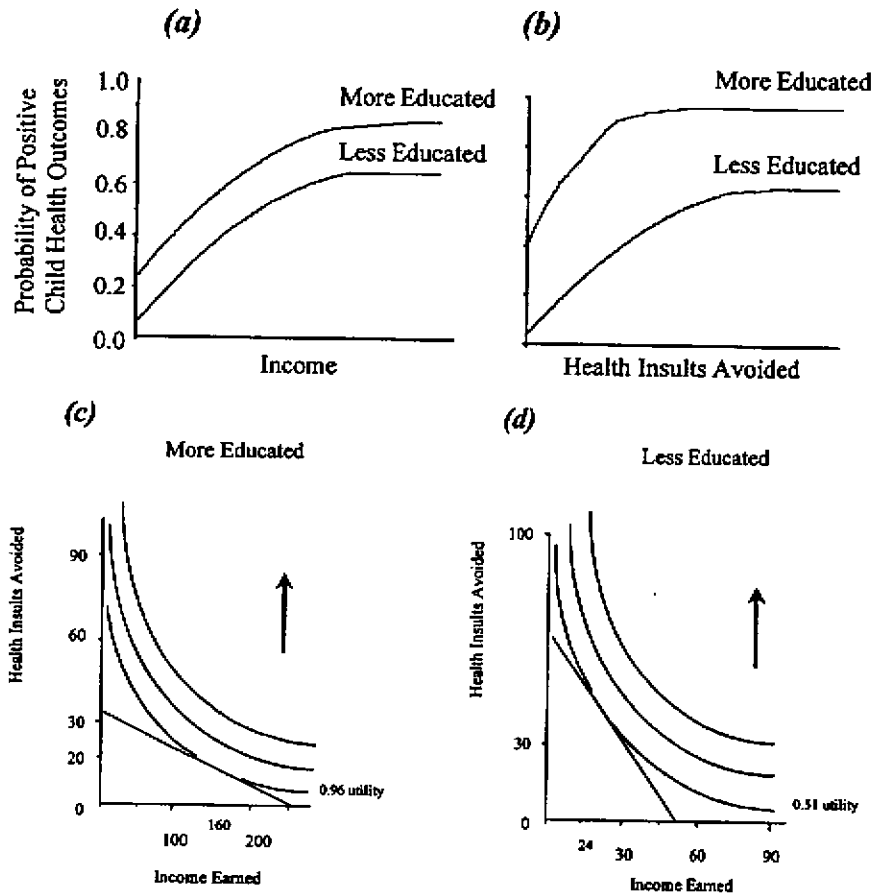 (a)
Probability of Positive
Child Health Outcomes
1.0
0.8
0.6
0.4
0.2
0.0
More Educated
Less Educated
Income
(b)
More Educated
Less Educated
Health Insults Avoided
(c)
More Educated
Health Insults Avoided
90
60
30
20
0
0.96 utility
100
160
200
Income Earned
(d)
Less Educated
Health Insults Avoided
100
30
0
0.51 utility
24
30
60
90
Income Earned